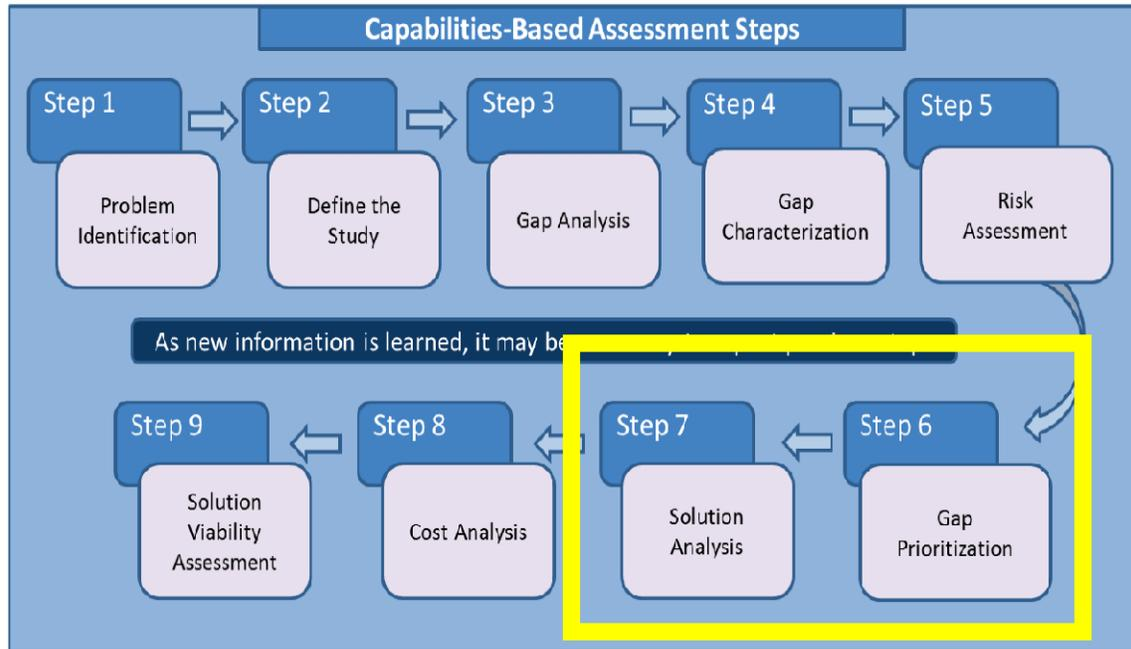 Capabilities-Based Assessment Steps
Step 1
Problem
Identification
Step 2
Define the
Study
Step 3
Gap Analysis
Step 4
Gap
Characterization
Step 5
Risk
Assessment
As new information is learned, it may be
Step 6
Gap
Prioritization
Step 7
Solution
Analysis
Step 8
Cost Analysis
Step 9
Solution
Viability
Assessment